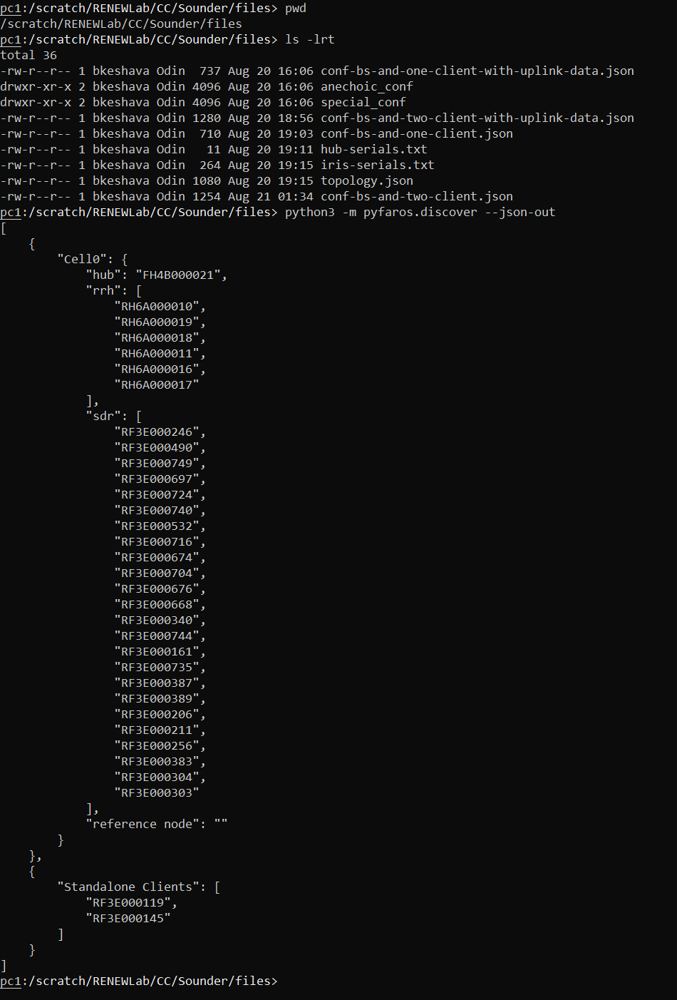 pc1:/scratch/RENEWLab/CC/Sounder/files> pwd
/scratch/RENEWLab/CC/Sounder/files
pc1:/scratch/RENEWLab/CC/Sounder/files> ls -lrt
total 36
-rw-r--r-- 1 bkeshava Odin  737 Aug 20 16:06 conf-bs-and-one-client-with-uplink-data.json
drwxr-xr-x 2 bkeshava Odin 4096 Aug 20 16:06 anechoic_conf
drwxr-xr-x 2 bkeshava Odin 4096 Aug 20 16:06 special_conf
-rw-r--r-- 1 bkeshava Odin 1280 Aug 20 18:56 conf-bs-and-two-client-with-uplink-data.json
-rw-r--r-- 1 bkeshava Odin  710 Aug 20 19:03 conf-bs-and-one-client.json
-rw-r--r-- 1 bkeshava Odin   11 Aug 20 19:11 hub-serials.txt
-rw-r--r-- 1 bkeshava Odin  264 Aug 20 19:15 iris-serials.txt
-rw-r--r-- 1 bkeshava Odin 1080 Aug 20 19:15 topology.json
-rw-r--r-- 1 bkeshava Odin 1254 Aug 21 01:34 conf-bs-and-two-client.json
pc1:/scratch/RENEWLab/CC/Sounder/files> python3 -m pyfaros.discover --json-out
[
    {
        "Cell0": {
            "hub": "FH4B000021",
            "rrh": [
                "RH6A000010",
                "RH6A000019",
                "RH6A000018",
                "RH6A000011",
                "RH6A000016",
                "RH6A000017"
            ],
            "sdr": [
                "RF3E000246",
                "RF3E000490",
                "RF3E000749",
                "RF3E000697",
                "RF3E000724",
                "RF3E000740",
                "RF3E000532",
                "RF3E000716",
                "RF3E000674",
                "RF3E000704",
                "RF3E000676",
                "RF3E000668",
                "RF3E000340",
                "RF3E000744",
                "RF3E000161",
                "RF3E000735",
                "RF3E000387",
                "RF3E000389",
                "RF3E000206",
                "RF3E000211",
                "RF3E000256",
                "RF3E000383",
                "RF3E000304",
                "RF3E000303"
            ],
            "reference node": ""
        }
    },
    {
        "Standalone Clients": [
            "RF3E000119",
            "RF3E000145"
        ]
    }
]
pc1:/scratch/RENEWLab/CC/Sounder/files>